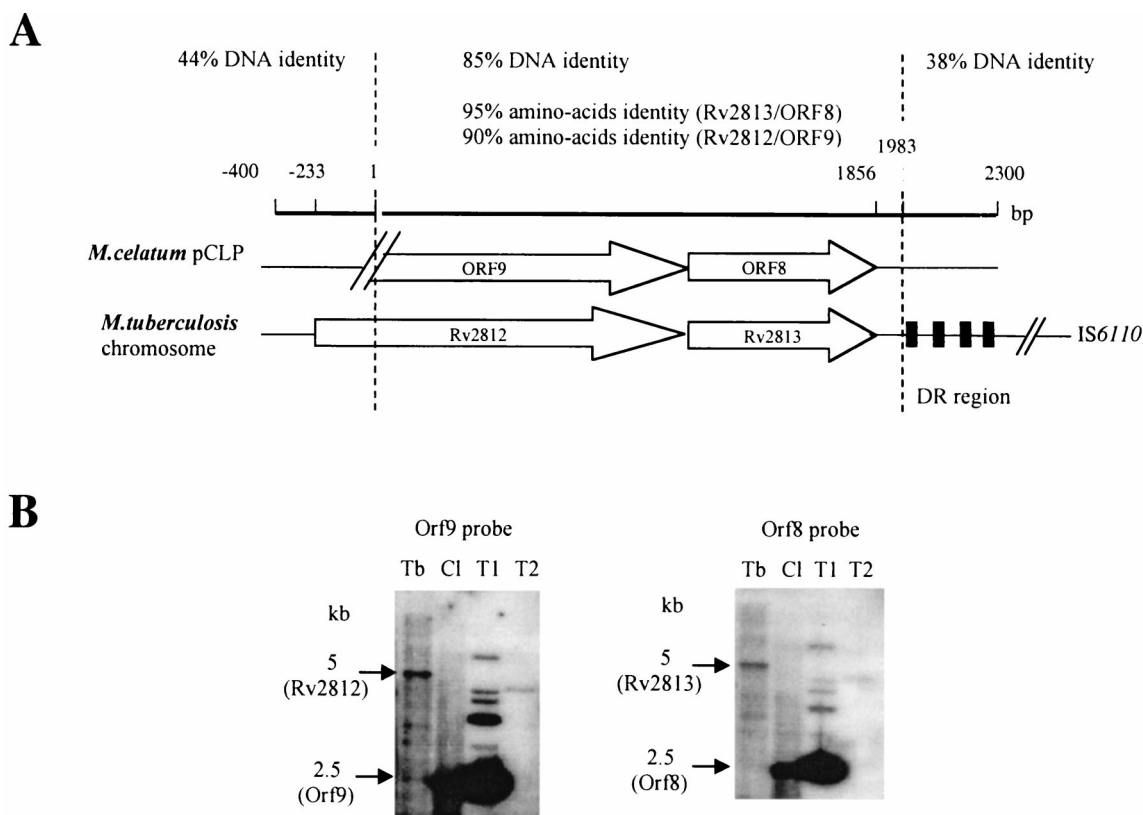 A
44% DNA identity
85% DNA identity
38% DNA identity
95% amino-acids identity (Rv2813/ORF8)
90% amino-acids identity (Rv2812/ORF9)
1983
-400 -233 1 1856 2300
bp
M.celatum pCLP
ORF9
ORF8
M.tuberculosis
chromosome
Rv2812
Rv2813
IS6110
DR region
B
Orf9 probe
Tb Cl T1 T2
kb
5
(Rv2812)
2.5
(Orf9)
Orf8 probe
Tb Cl T1 T2
kb
5
(Rv2813)
2.5
(Orf8)